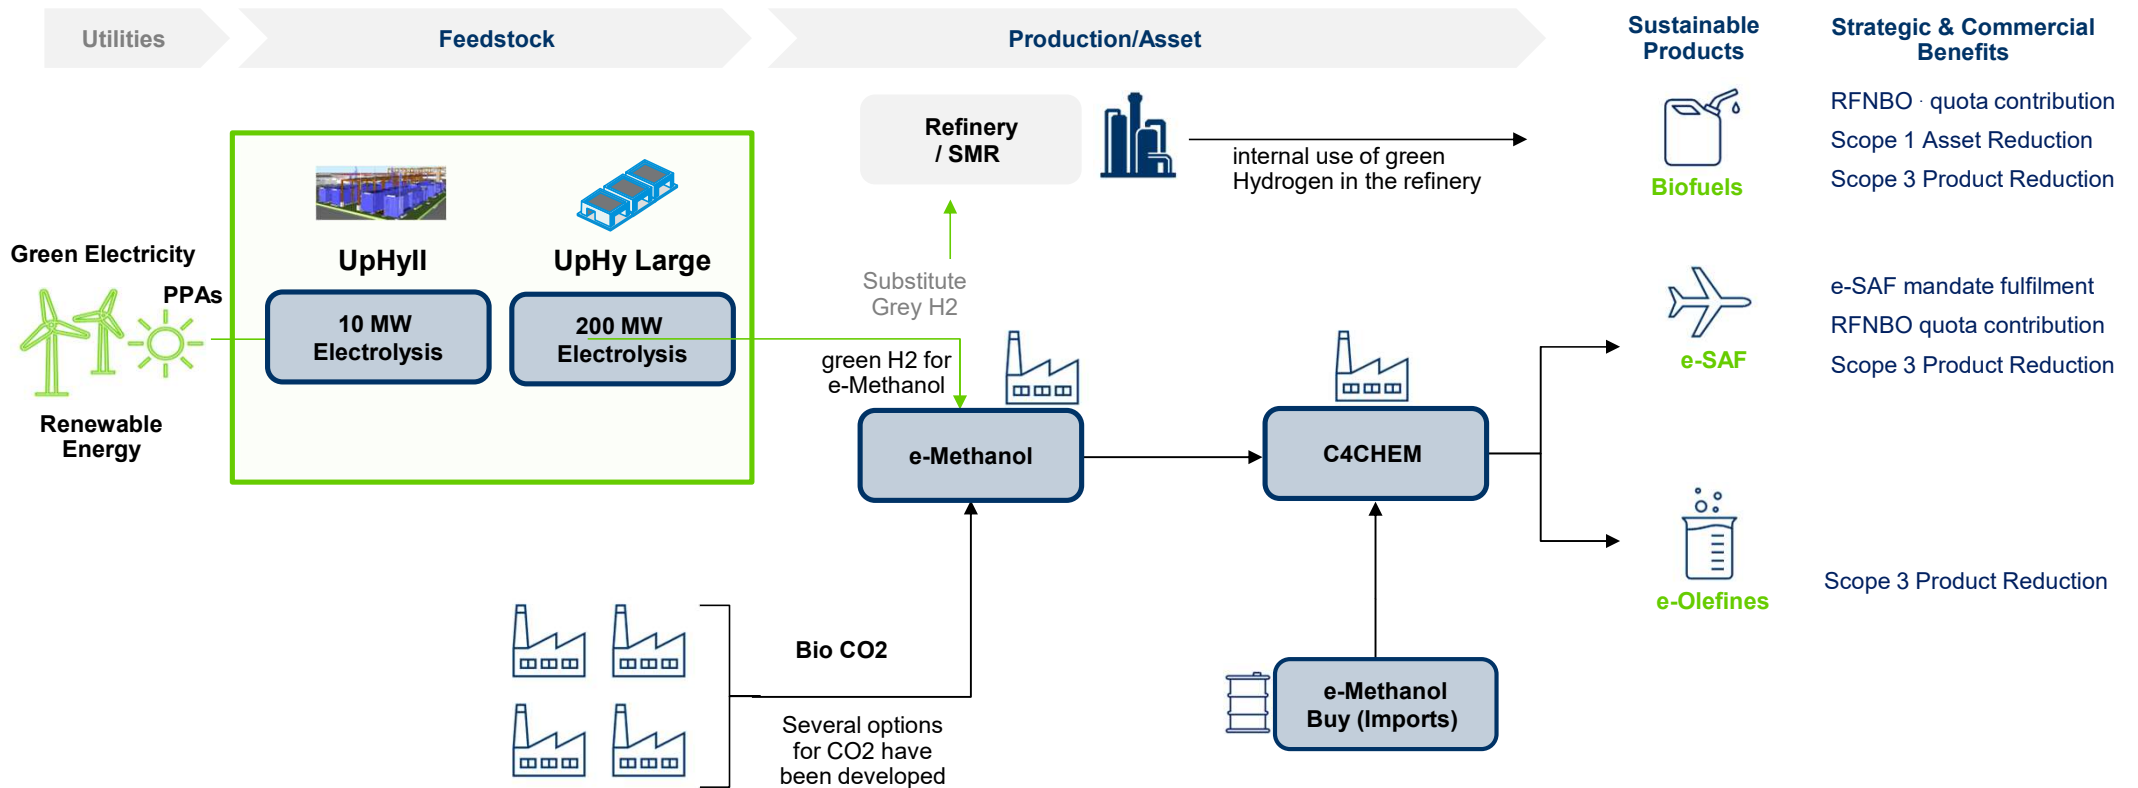 Utilities
Feedstock
Production/Asset
Sustainable
Products
Strategic & Commercial
Benefits
Refinery
/ SMR
internal use of green
Hydrogen in the refinery
Biofuels
RFNBO · quota contribution
Scope 1 Asset Reduction
Scope 3 Product Reduction
Green Electricity
PPAs
Renewable
Energy
UpHyII
10 MW
Electrolysis
UpHy Large
200 MW
Electrolysis
Substitute
Grey H2
green H2 for
e-Methanol
e-Methanol
C4CHEM
e-SAF
e-SAF mandate fulfilment
RFNBO quota contribution
Scope 3 Product Reduction
e-Olefines
Scope 3 Product Reduction
Bio CO2
Several options
for CO2 have
been developed
e-Methanol
Buy (Imports)